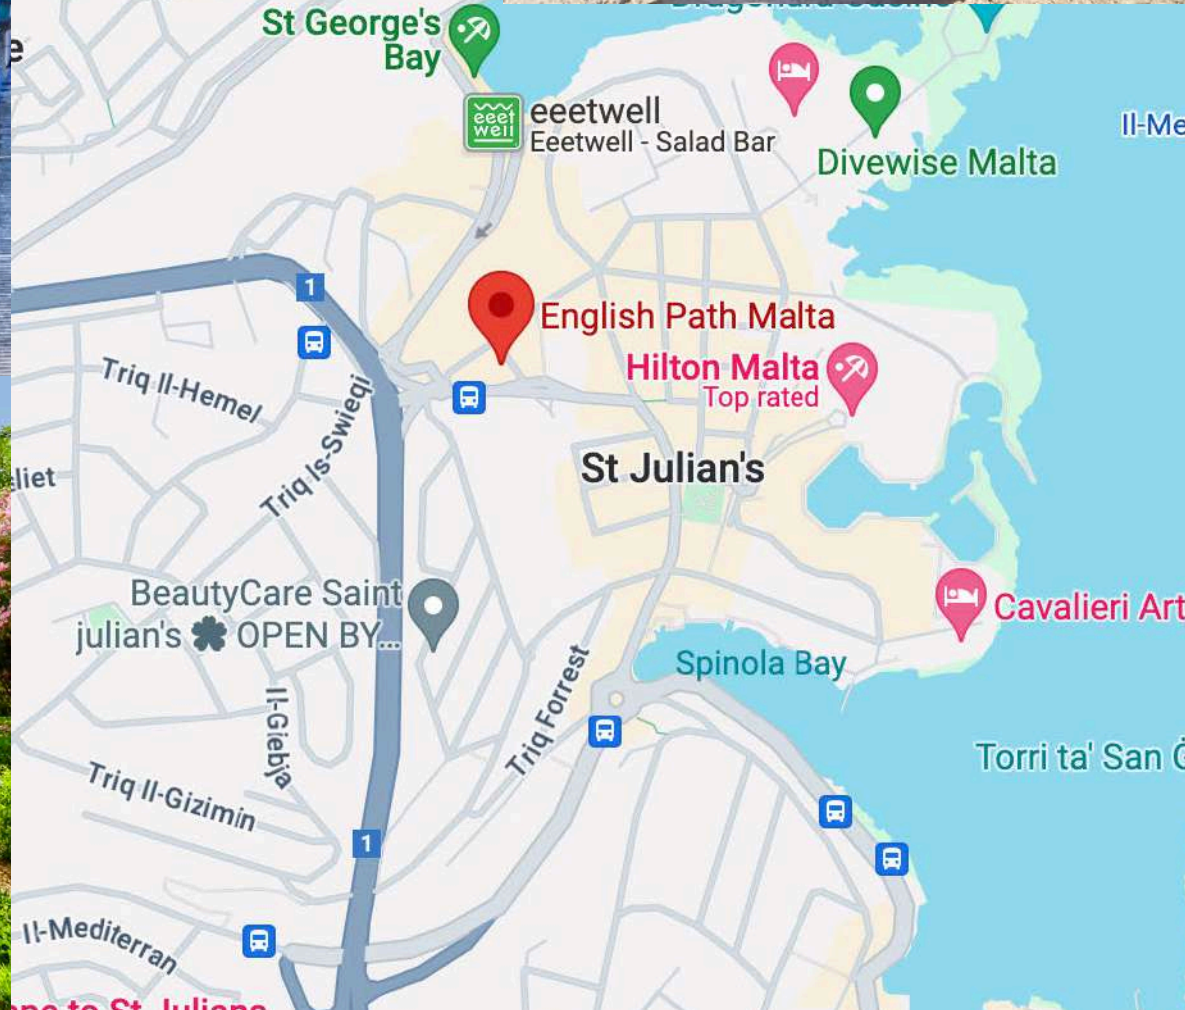 St George's
Bay
eeet
well
eeetwell
Eeetwell - Salad Bar
Divewise Malta
Il-Me
1
English Path Malta
Triq Il-Hemel
Triq Is-Swieqi
Hilton Malta
Top rated
St Julian's
liet
BeautyCare Saint
julian's ☘ OPEN BY...
Cavalieri Art
Spinola Bay
Triq Forrest
Il-Ġiebja
Torri ta' San Ġ
Triq Il-Gizimin
1
Il-Mediterran